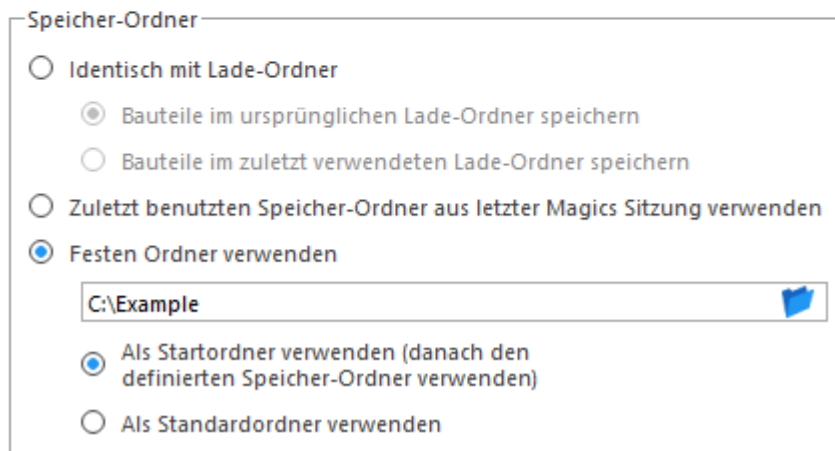 Speicher-Ordner
Identisch mit Lade-Ordner
Bauteile im ursprünglichen Lade-Ordner speichern
Bauteile im zuletzt verwendeten Lade-Ordner speichern
Zuletzt benutzten Speicher-Ordner aus letzter Magics Sitzung verwenden
Festen Ordner verwenden
C:\Example
Als Startordner verwenden (danach den
definierten Speicher-Ordner verwenden)
Als Standardordner verwenden